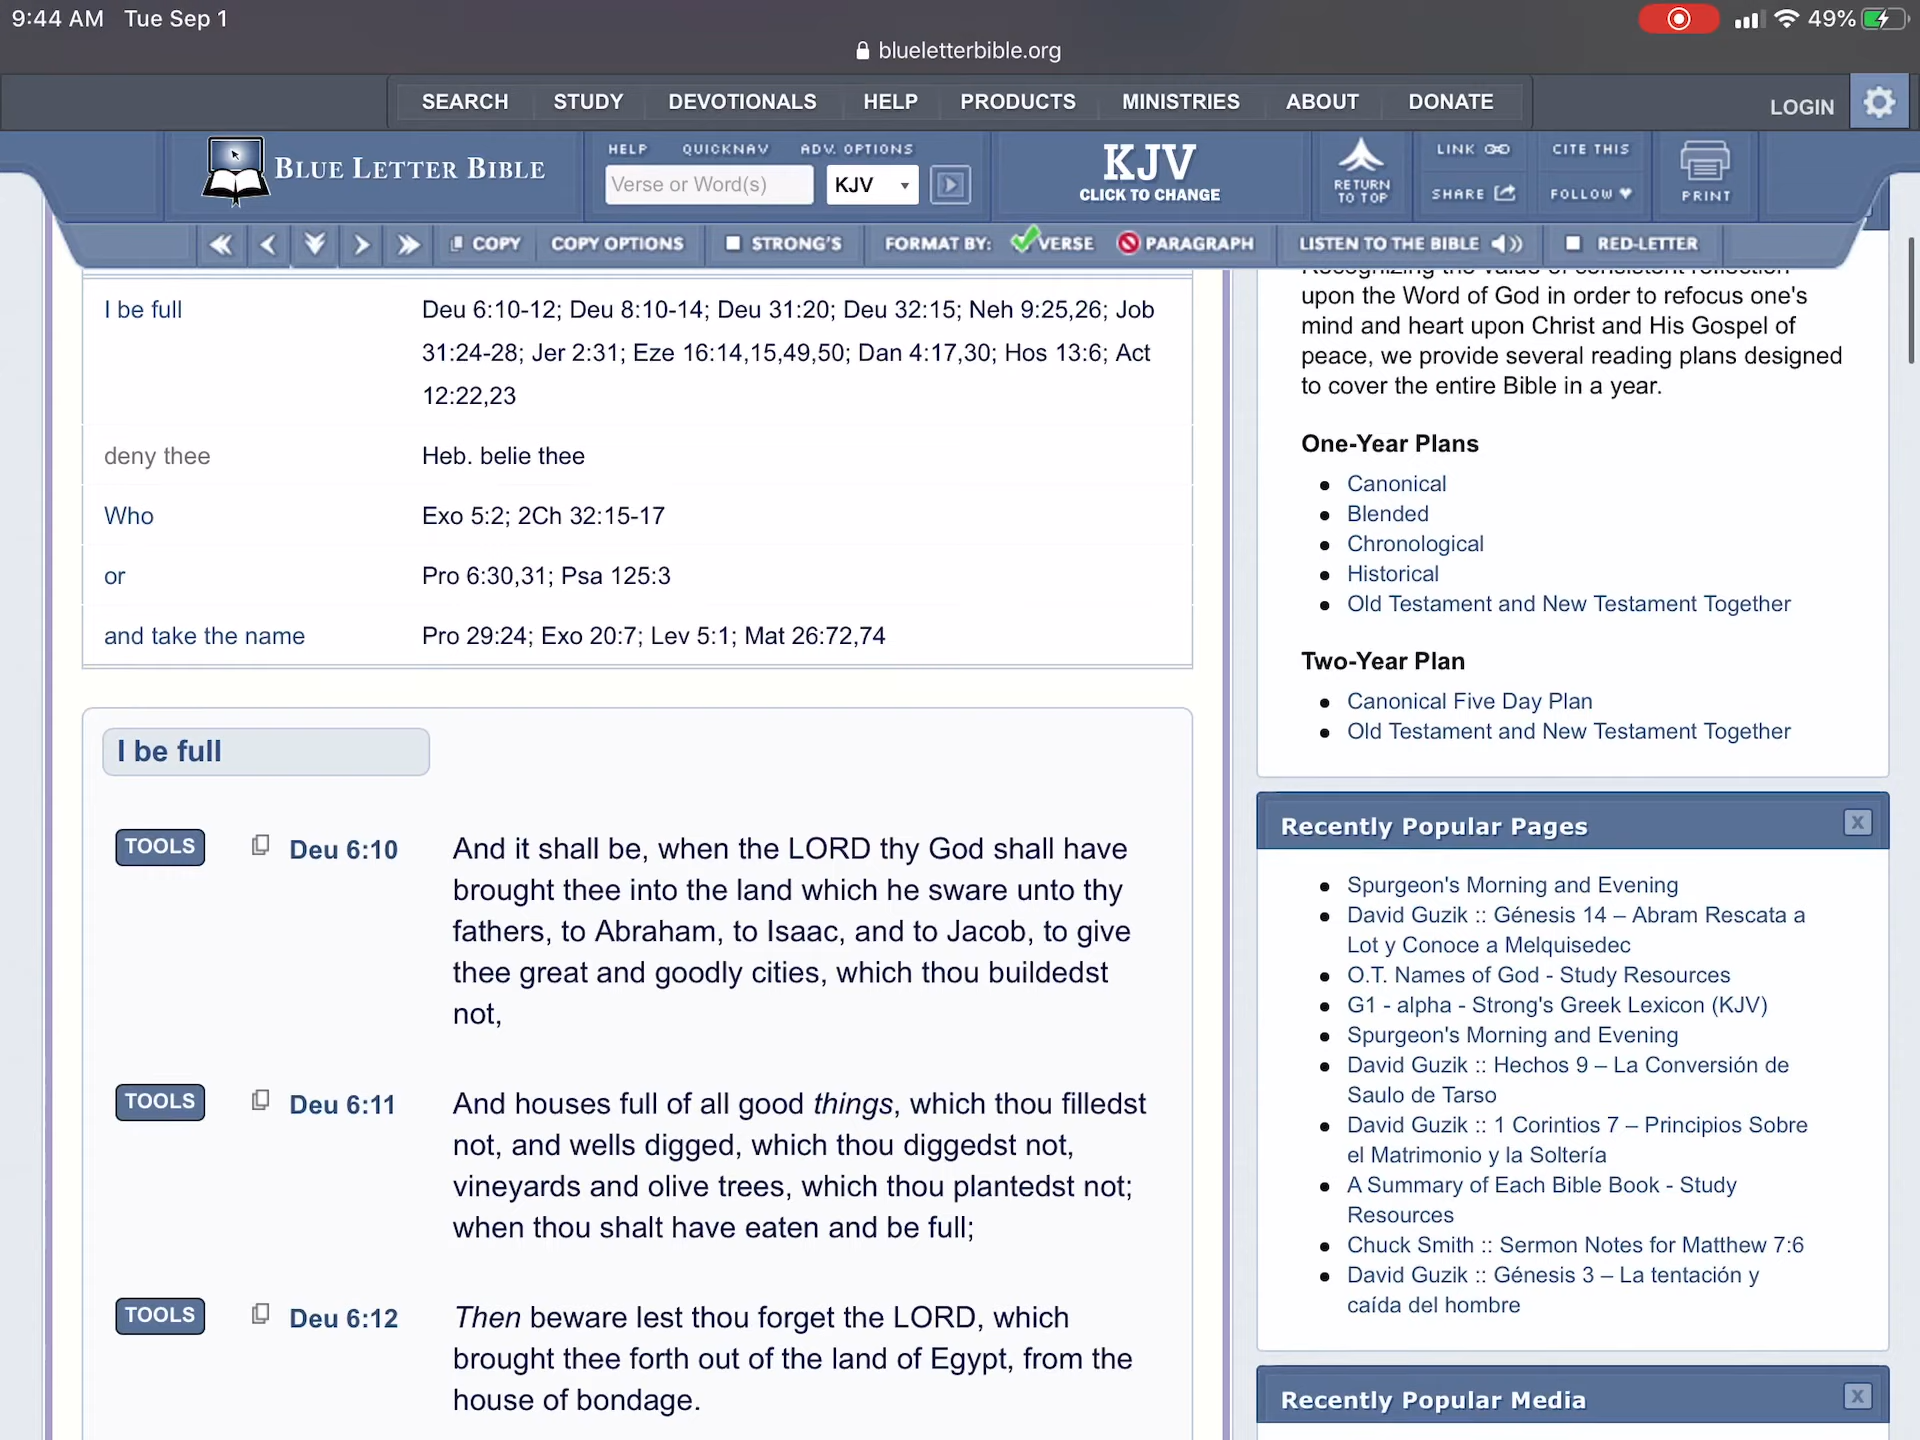 9:44 AM Tue Sep 1
49%
blueletterbible.org
SEARCH STUDY DEVOTIONALS HELP PRODUCTS MINISTRIES ABOUT DONATE
LOGIN
BLUE LETTER BIBLE
HELP QUICKNAV ADV. OPTIONS
Verse or Word(s)
KJV
KJV
CLICK TO CHANGE
RETURN
TO TOP
LINK
SHARE
CITE THIS
FOLLOW
PRINT
COPY COPY OPTIONS STRONG'S FORMAT BY: VERSE PARAGRAPH LISTEN TO THE BIBLE RED-LETTER
I be full
Deu 6:10-12; Deu 8:10-14; Deu 31:20; Deu 32:15; Neh 9:25,26; Job
31:24-28; Jer 2:31; Eze 16:14,15,49,50; Dan 4:17,30; Hos 13:6; Act
12:22,23
deny thee
Heb. belie thee
Who
Exo 5:2; 2Ch 32:15-17
or
Pro 6:30,31; Psa 125:3
and take the name
Pro 29:24; Exo 20:7; Lev 5:1; Mat 26:72,74
I be full
TOOLS Deu 6:10 And it shall be, when the LORD thy God shall have
brought thee into the land which he sware unto thy
fathers, to Abraham, to Isaac, and to Jacob, to give
thee great and goodly cities, which thou buildedst
not,
TOOLS Deu 6:11 And houses full of all good things, which thou filledst
not, and wells digged, which thou diggedst not,
vineyards and olive trees, which thou plantedst not;
when thou shalt have eaten and be full;
TOOLS Deu 6:12 Then beware lest thou forget the LORD, which
brought thee forth out of the land of Egypt, from the
house of bondage.
Recognizing the value of consistent reflection
upon the Word of God in order to refocus one's
mind and heart upon Christ and His Gospel of
peace, we provide several reading plans designed
to cover the entire Bible in a year.
One-Year Plans
Canonical
Blended
Chronological
Historical
Old Testament and New Testament Together
Two-Year Plan
Canonical Five Day Plan
Old Testament and New Testament Together
Recently Popular Pages
X
Spurgeon's Morning and Evening
David Guzik :: Génesis 14 – Abram Rescata a
Lot y Conoce a Melquisedec
O.T. Names of God - Study Resources
G1 - alpha - Strong's Greek Lexicon (KJV)
Spurgeon's Morning and Evening
David Guzik :: Hechos 9 – La Conversión de
Saulo de Tarso
David Guzik :: 1 Corintios 7 – Principios Sobre
el Matrimonio y la Soltería
A Summary of Each Bible Book - Study
Resources
Chuck Smith :: Sermon Notes for Matthew 7:6
David Guzik :: Génesis 3 – La tentación y
caída del hombre
Recently Popular Media
X